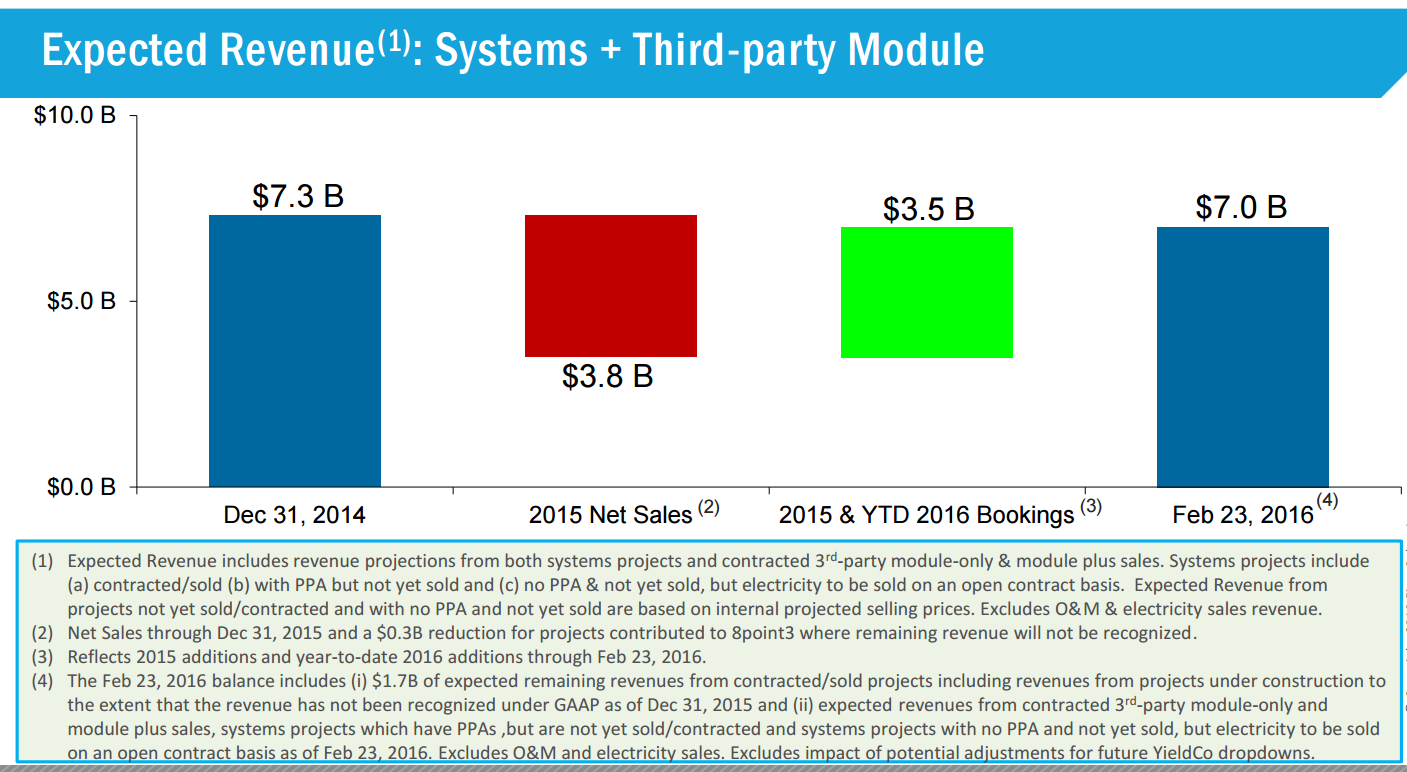 Expected Revenue(1): Systems + Third-party Module
$10.0 B
$7.3 B
$3.5 B
$7.0 B
$5.0 B
$3.8 B
$0.0 B
Dec 31, 2014
2015 Net Sales (2)
2015 & YTD 2016 Bookings (3)
Feb 23, 2016 (4)
(1) Expected Revenue includes revenue projections from both systems projects and contracted 3rd-party module-only & module plus sales. Systems projects include
(a) contracted/sold (b) with PPA but not yet sold and (c) no PPA & not yet sold, but electricity to be sold on an open contract basis. Expected Revenue from
projects not yet sold/contracted and with no PPA and not yet sold are based on internal projected selling prices. Excludes O&M & electricity sales revenue.
(2) Net Sales through Dec 31, 2015 and a $0.3B reduction for projects contributed to 8point3 where remaining revenue will not be recognized.
(3) Reflects 2015 additions and year-to-date 2016 additions through Feb 23, 2016.
(4) The Feb 23, 2016 balance includes (i) $1.7B of expected remaining revenues from contracted/sold projects including revenues from projects under construction to
the extent that the revenue has not been recognized under GAAP as of Dec 31, 2015 and (ii) expected revenues from contracted 3rd-party module-only and
module plus sales, systems projects which have PPAs ,but are not yet sold/contracted and systems projects with no PPA and not yet sold, but electricity to be sold
on an open contract basis as of Feb 23, 2016. Excludes O&M and electricity sales. Excludes impact of potential adjustments for future YieldCo dropdowns.